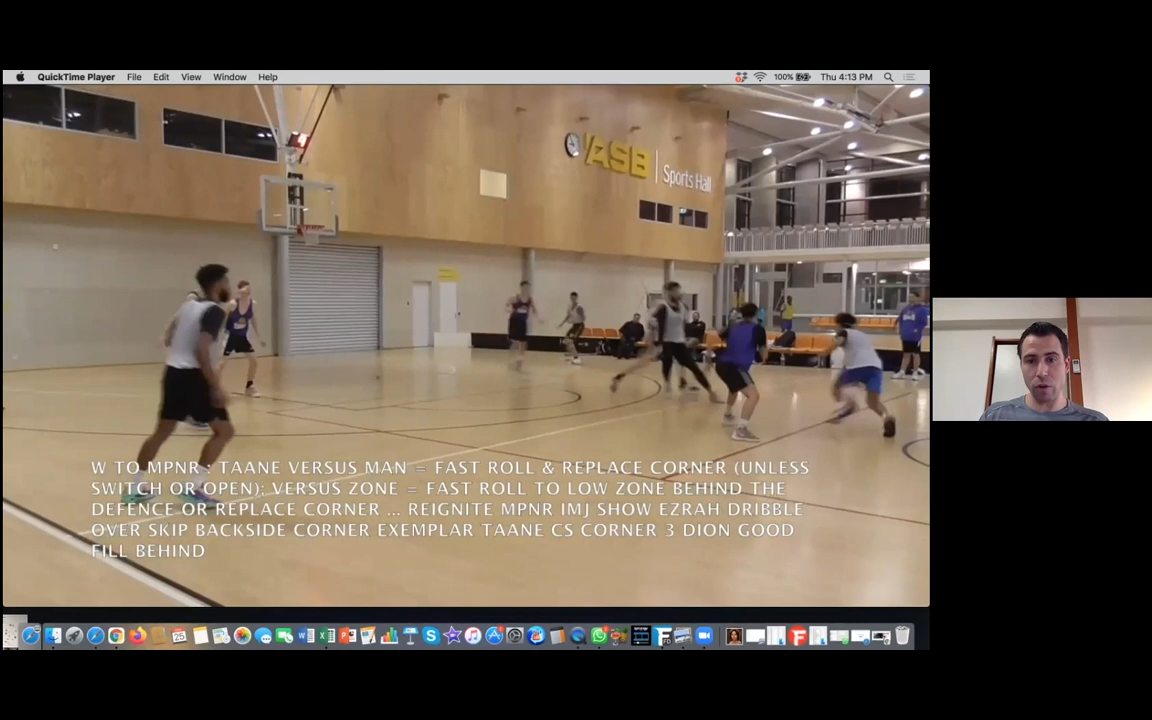 QuickTime Player File Edit View Window Help 100% Thu 4:13 PM
ASB Sports Hall
W TO MPNR : TAANE VERSUS MAN = FAST ROLL & REPLACE CORNER (UNLESS
SWITCH OR OPEN); VERSUS ZONE = FAST ROLL TO LOW ZONE BEHIND THE
DEFENCE OR REPLACE CORNER ... REIGNITE MPNR IMJ SHOW EZRAH DRIBBLE
OVER SKIP BACKSIDE CORNER EXEMPLAR TAANE CS CORNER 3 DION GOOD
FILL BEHIND